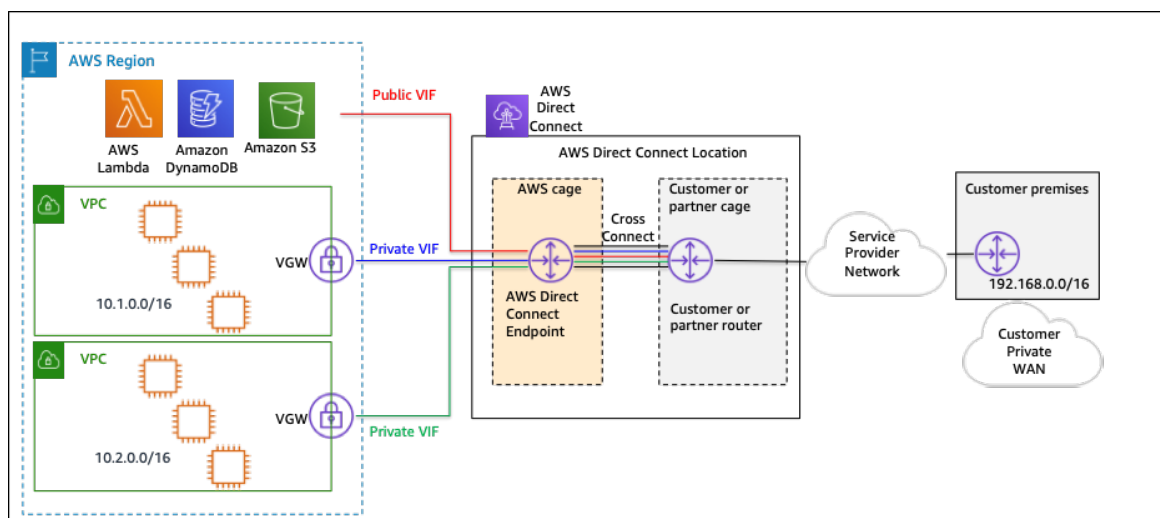 AWS Region
AWS
Lambda
Amazon
DynamoDB
Amazon S3
Public VIF
VPC
10.1.0.0/16
VGW
Private VIF
VPC
10.2.0.0/16
VGW
Private VIF
AWS
Direct
Connect
AWS Direct Connect Location
AWS cage
AWS Direct
Connect
Endpoint
Cross
Connect
Customer or
partner cage
Customer or
partner router
Service
Provider
Network
Customer premises
192.168.0.0/16
Customer
Private
WAN